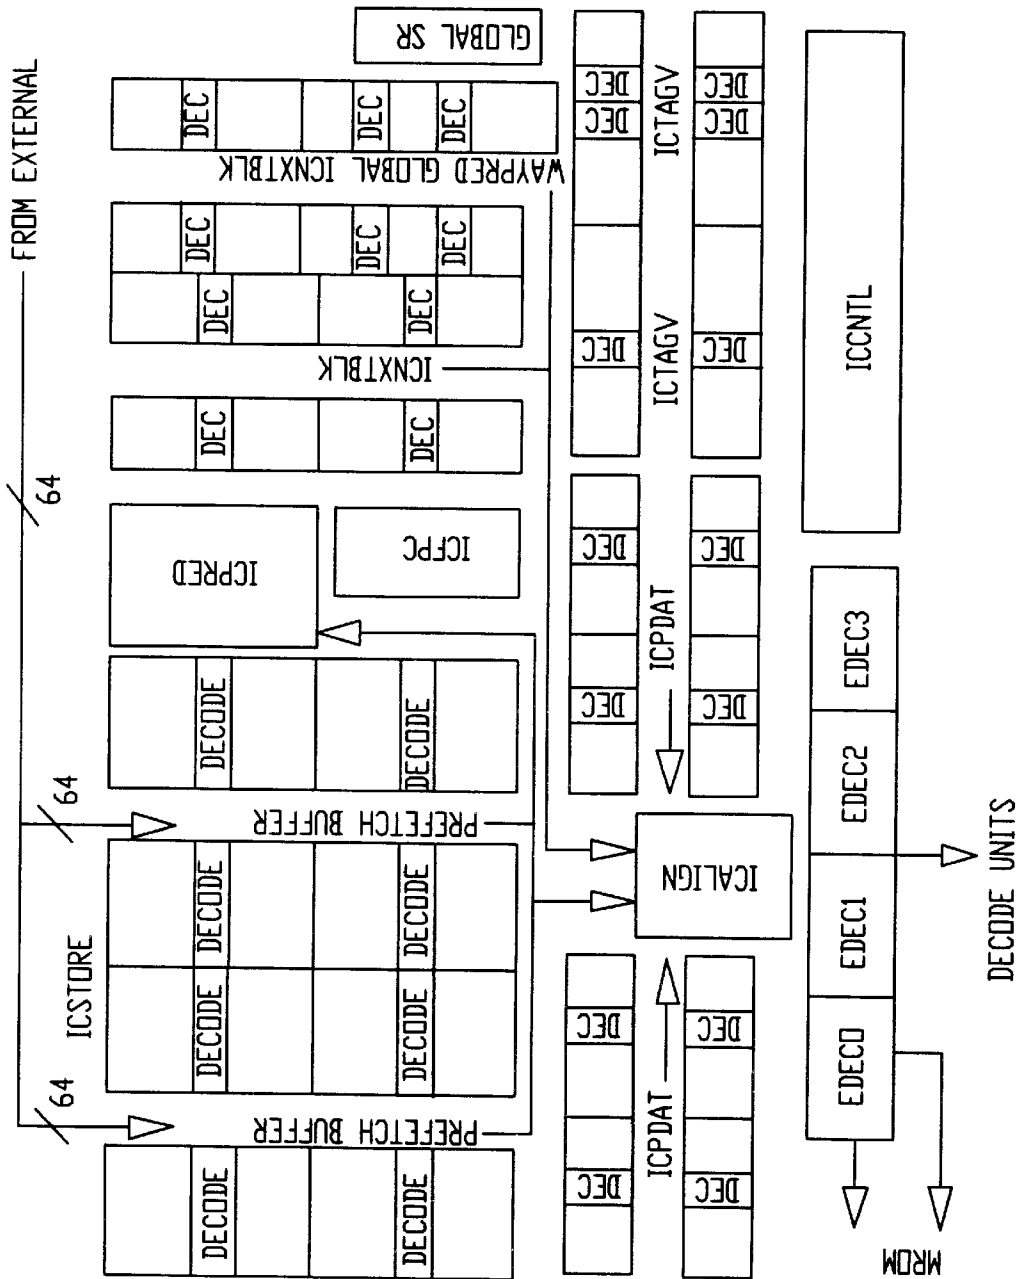 FROM EXTERNAL
64
64
64
GLOBAL SR
DEC
DEC
DEC
WAYPRED GLOBAL ICNXTBLK
DEC
DEC
DEC
DEC
DEC
ICNXTBLK
DEC
DEC
ICPRED
ICFPC
DECODE
DECODE
PREFETCH BUFFER
ICSTORE
DECODE
DECODE
DECODE
DECODE
PREFETCH BUFFER
DECODE
DECODE
DEC
DEC
DEC
ICTAGV
ICTAGV
DEC
DEC
DEC
DEC
DEC
ICPDAT
DEC
DEC
ICALIGN
DEC
DEC
ICPDAT
DEC
DEC
ICCNTL
EDEC3
EDEC2
EDEC1
EDEC0
DECODE UNITS
MROM